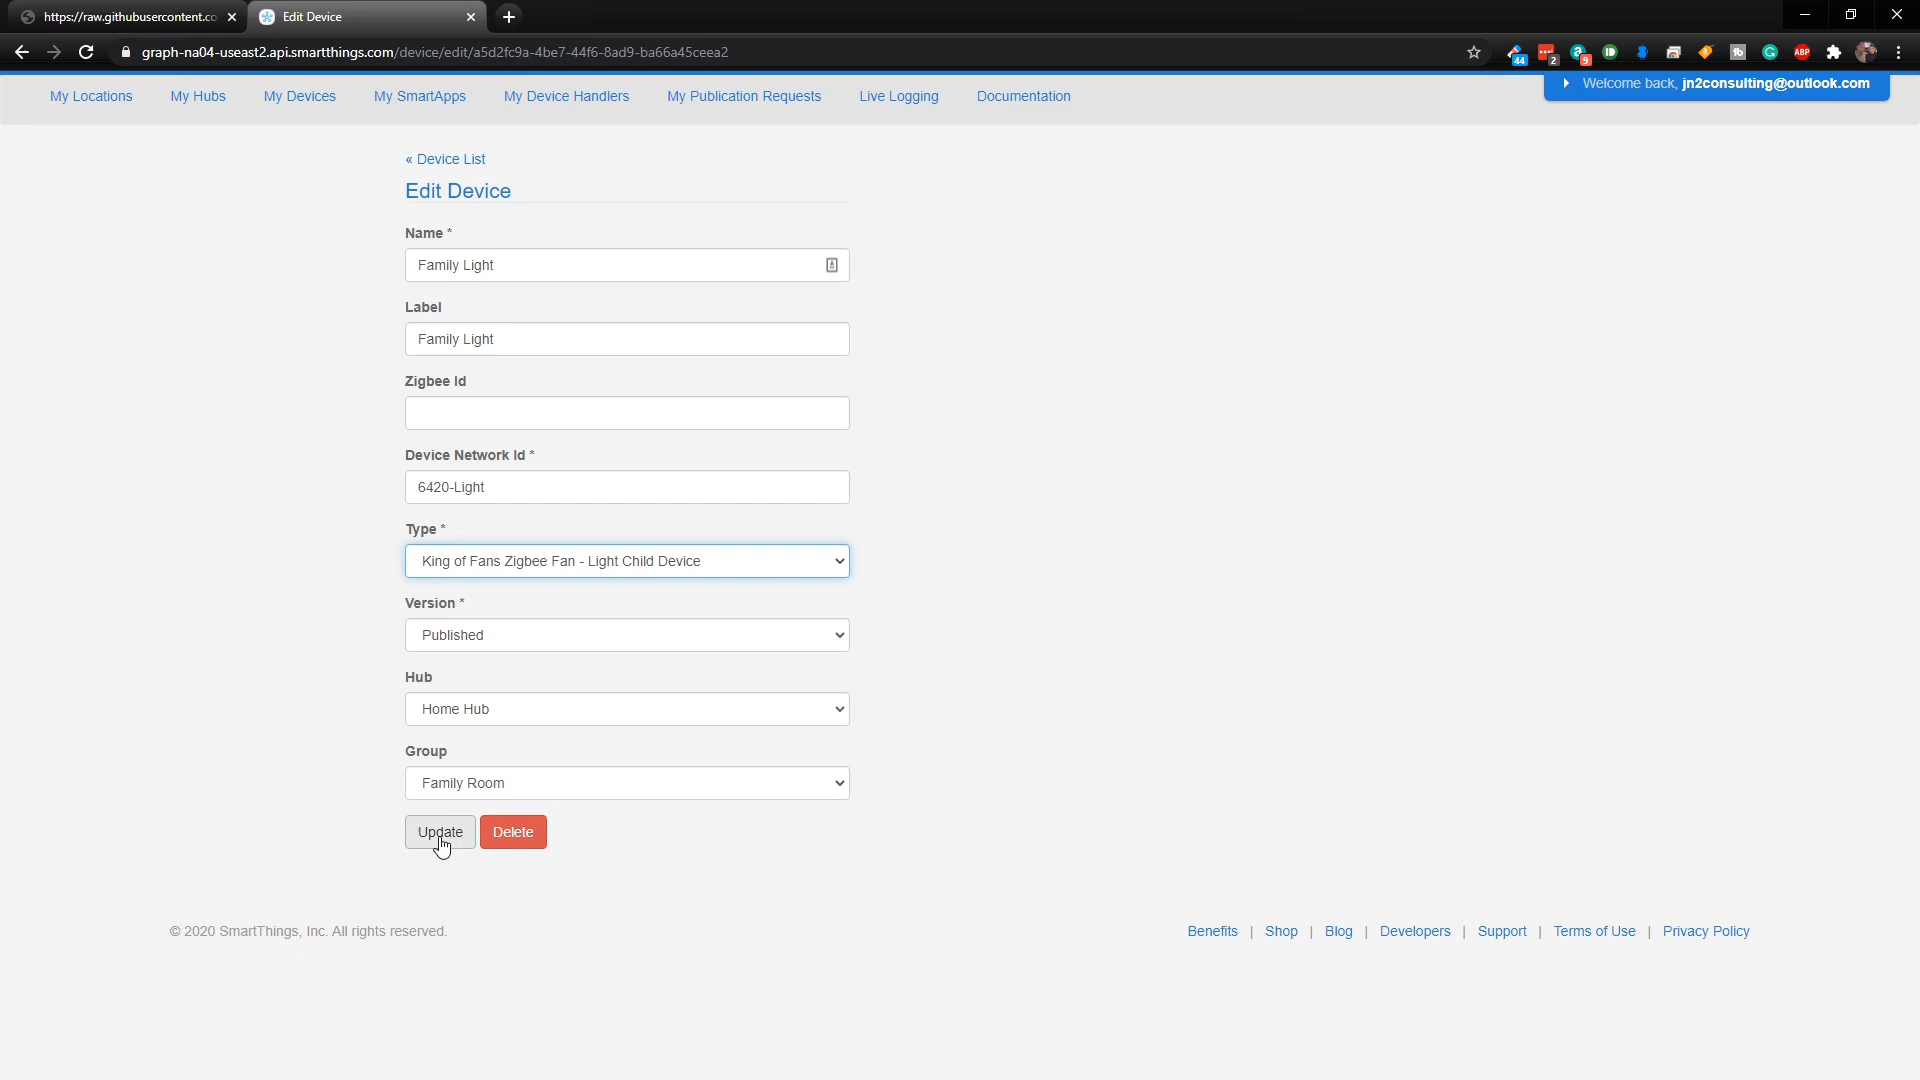 https://raw.githubusercontent.co
Edit Device
graph-na04-useast2.api.smartthings.com/device/edit/a5d2fc9a-4be7-44f6-8ad9-ba66a45ceea2
44
2
9
ABP
My Locations
My Hubs
My Devices
My SmartApps
My Device Handlers
My Publication Requests
Live Logging
Documentation
Welcome back, jn2consulting@outlook.com
« Device List
Edit Device
Name *
Family Light
Label
Family Light
Zigbee Id
Device Network Id *
6420-Light
Type *
King of Fans Zigbee Fan - Light Child Device
Version *
Published
Hub
Home Hub
Group
Family Room
Update
Delete
© 2020 SmartThings, Inc. All rights reserved.
Benefits | Shop | Blog | Developers | Support | Terms of Use | Privacy Policy